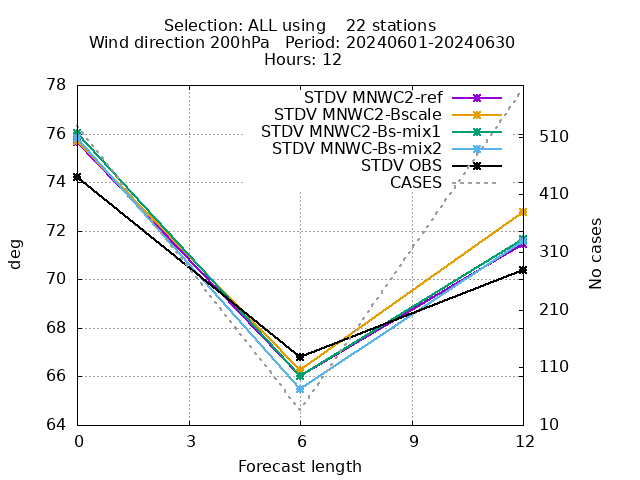 Selection: ALL using    22 stations
Wind direction 200hPa   Period: 20240601-20240630
Hours: 12
STDV MNWC2-ref
STDV MNWC2-Bscale
STDV MNWC2-Bs-mix1
STDV MNWC-Bs-mix2
STDV OBS
CASES
78
76
74
72
70
68
66
64
deg
510
410
310
210
110
10
No cases
0
3
6
9
12
Forecast length